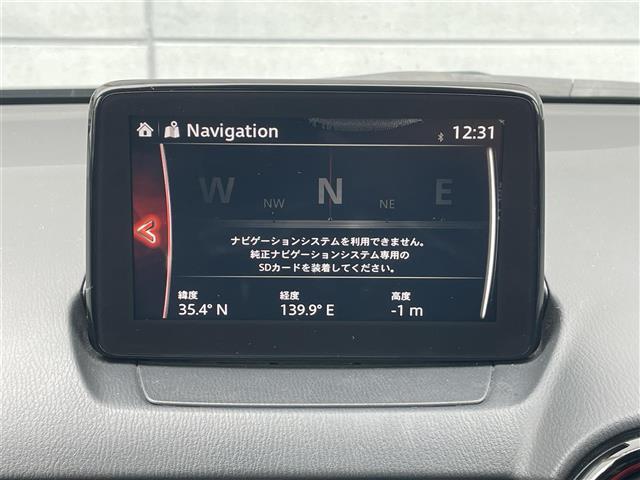 Navigation 12:31
W NW N NE E
ナビゲーションシステムを利用できません。
純正ナビゲーションシステム専用の
SDカードを装着してください。
緯度 経度 高度
35.4° N 139.9° E -1 m